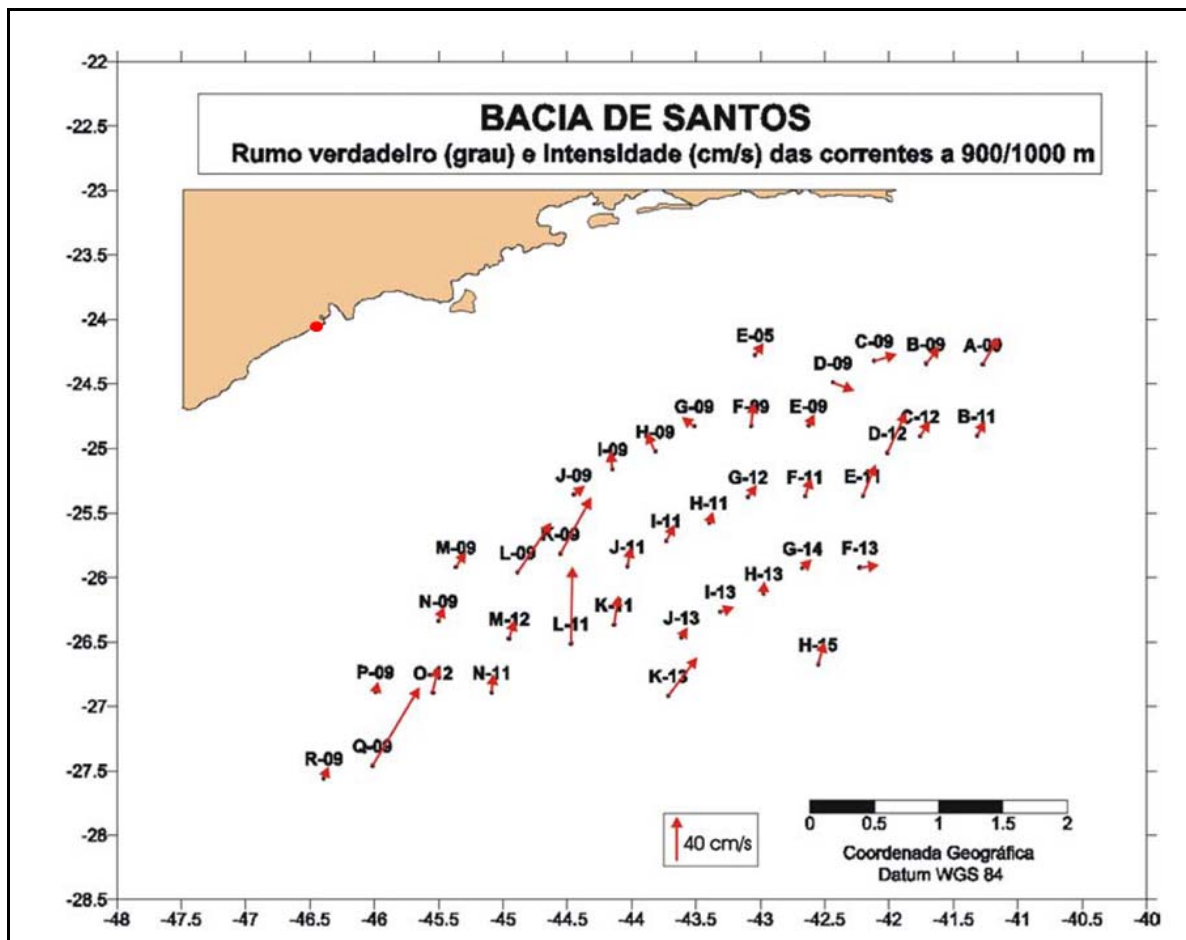 BACIA DE SANTOS
Rumo verdadeiro (grau) e Intensidade (cm/s) das correntes a 900/1000 m
-22
-22.5
-23
-23.5
-24
-24.5
-25
-25.5
-26
-26.5
-27
-27.5
-28
-28.5
E-05
C-09
B-09
A-09
D-09
G-09
F-09
E-09
C-12
B-11
H-09
D-12
I-09
J-09
G-12
F-11
E-11
H-11
I-11
K-09
M-09
L-09
J-11
G-14
F-13
H-13
N-09
I-13
M-12
L-11
K-11
J-13
H-15
P-09
O-12
N-11
K-13
Q-09
R-09
40 cm/s
0 0.5 1 1.5 2
Coordenada Geográfica
Datum WGS 84
-48 -47.5 -47 -46.5 -46 -45.5 -45 -44.5 -44 -43.5 -43 -42.5 -42 -41.5 -41 -40.5 -40